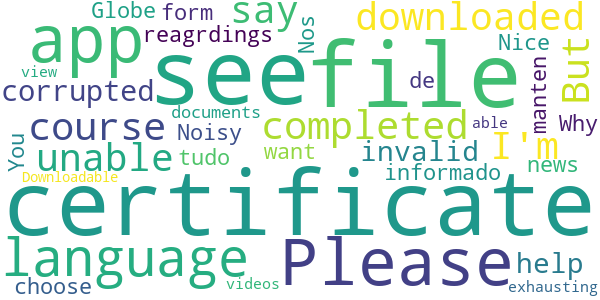 Globe form say downloaded
reagrdings Nos
app see file Nice But
view de manten
corrupted documents able Why
course Noisy completed I'm
You unable tudo want invalid news
Downloadable informado
certificate
language Please help
choose videos exhausting